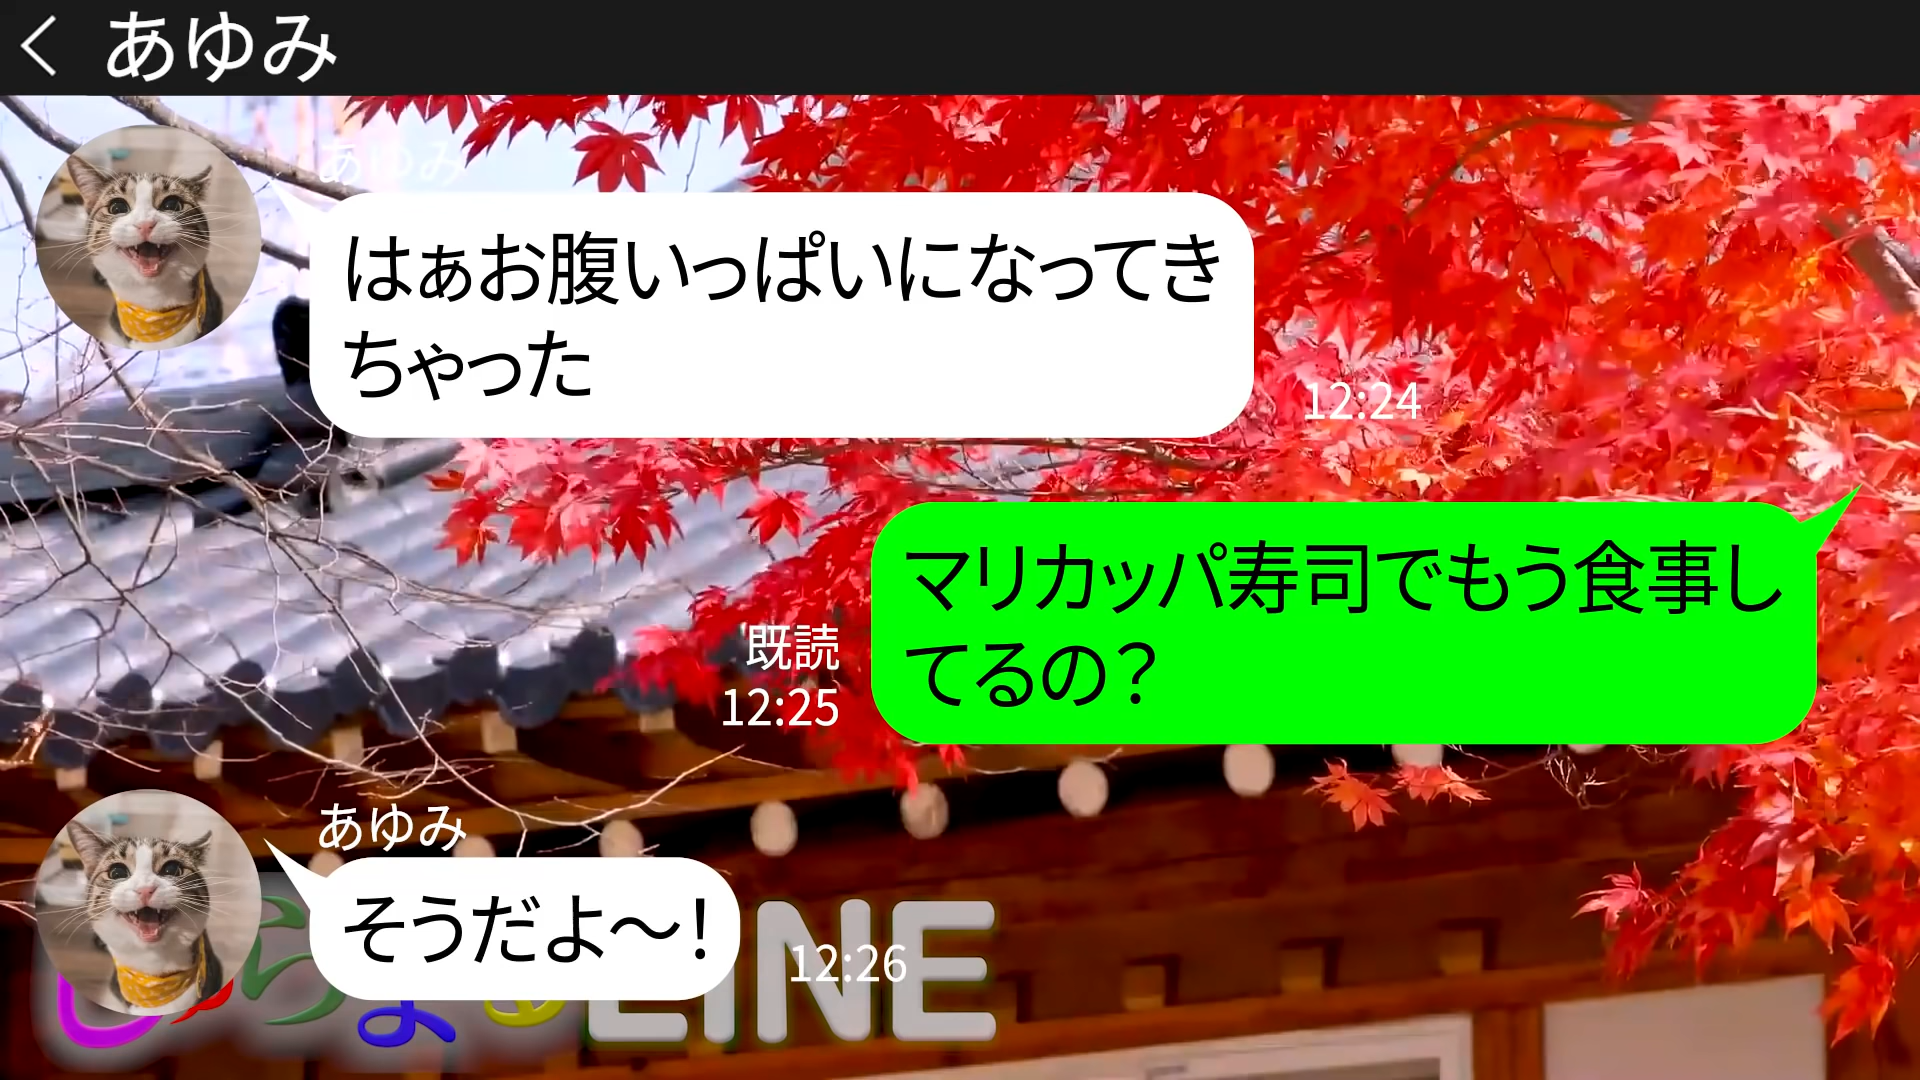 あゆみ
あゆみ
はぁお腹いっぱいになってき
ちゃった
12:24
マリカッパ寿司でもう食事し
てるの？
既読
12:25
あゆみ
そうだよ～！
12:26
LINE